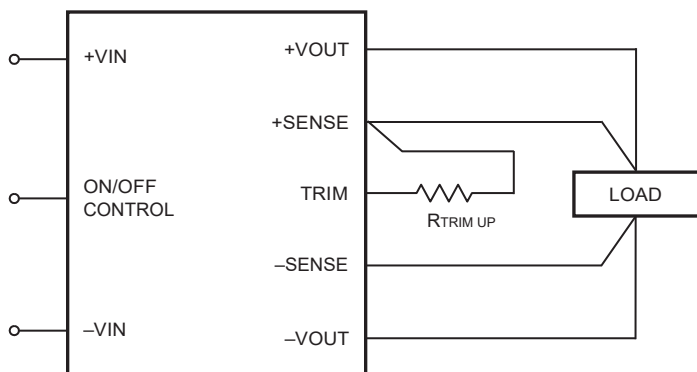 +VIN
ON/OFF
CONTROL
–VIN
+VOUT
+SENSE
TRIM
–SENSE
–VOUT
RTRIM UP
LOAD